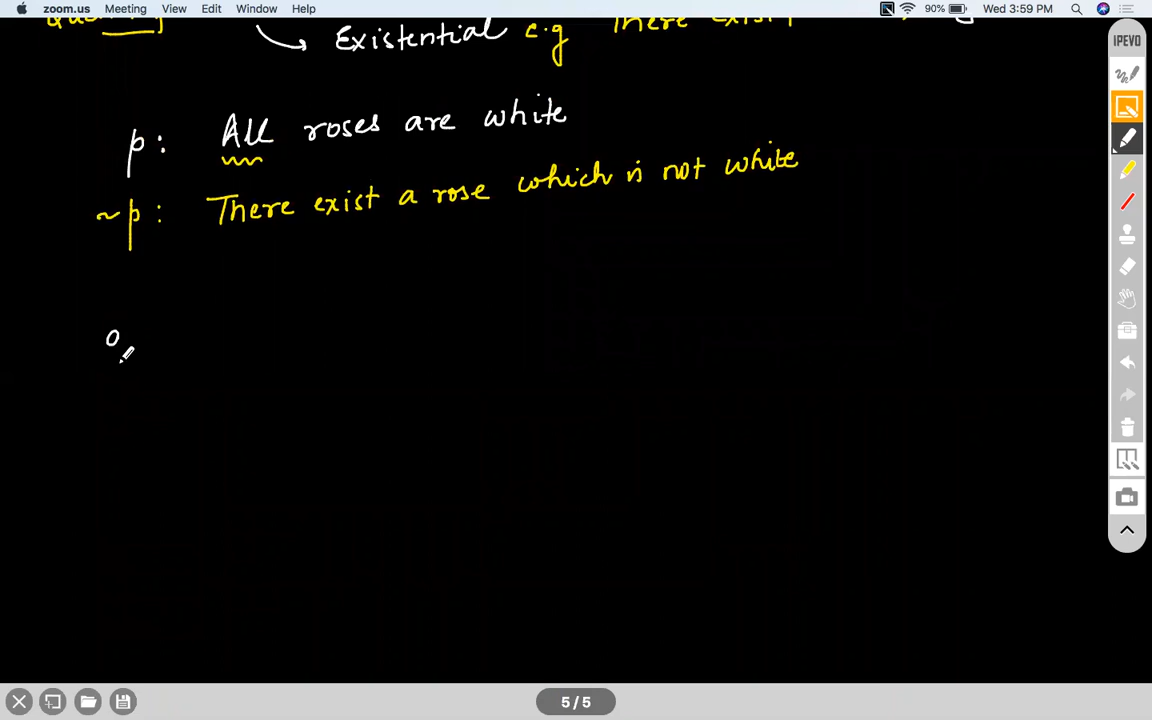 zoom.us Meeting View Edit Window Help 90% Wed 3:59 PM
Existential e.g There exist
IPEVO
p: All roses are white
~p: There exist a rose which is not white
5/5